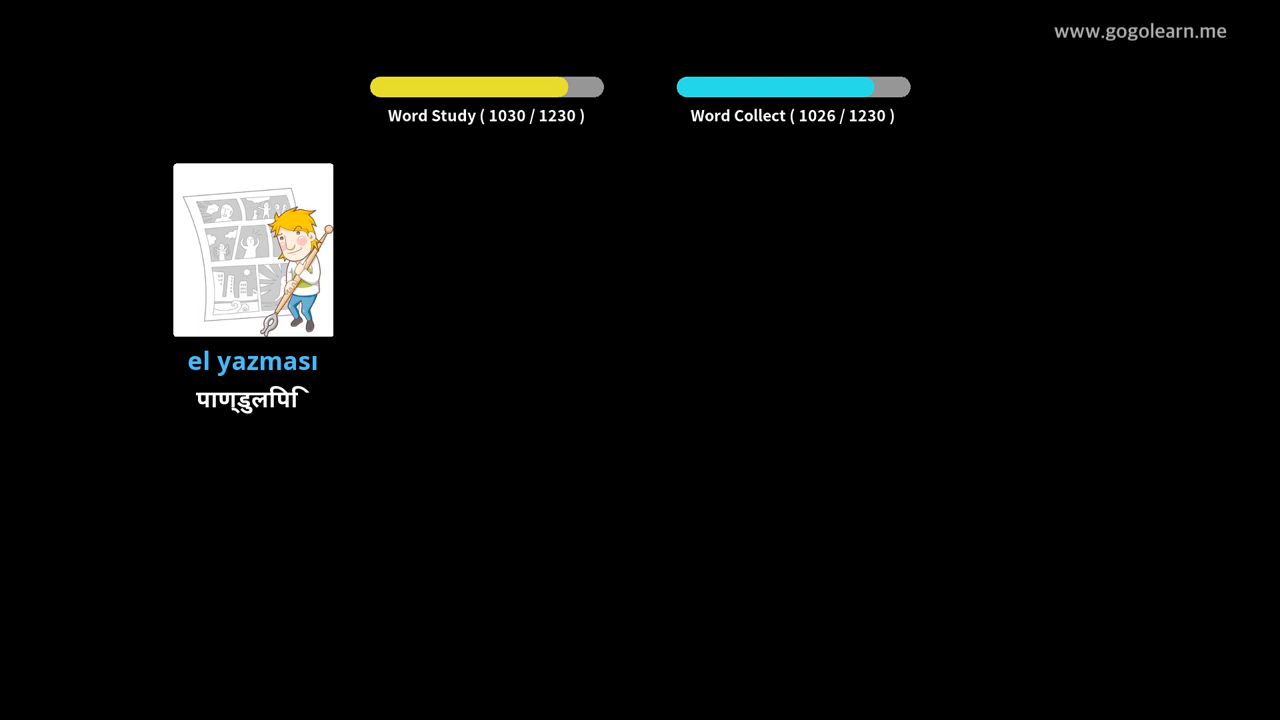 www.gogolearn.me
Word Study ( 1030 / 1230 )
Word Collect ( 1026 / 1230 )
el yazması
पाण्डुलिपि